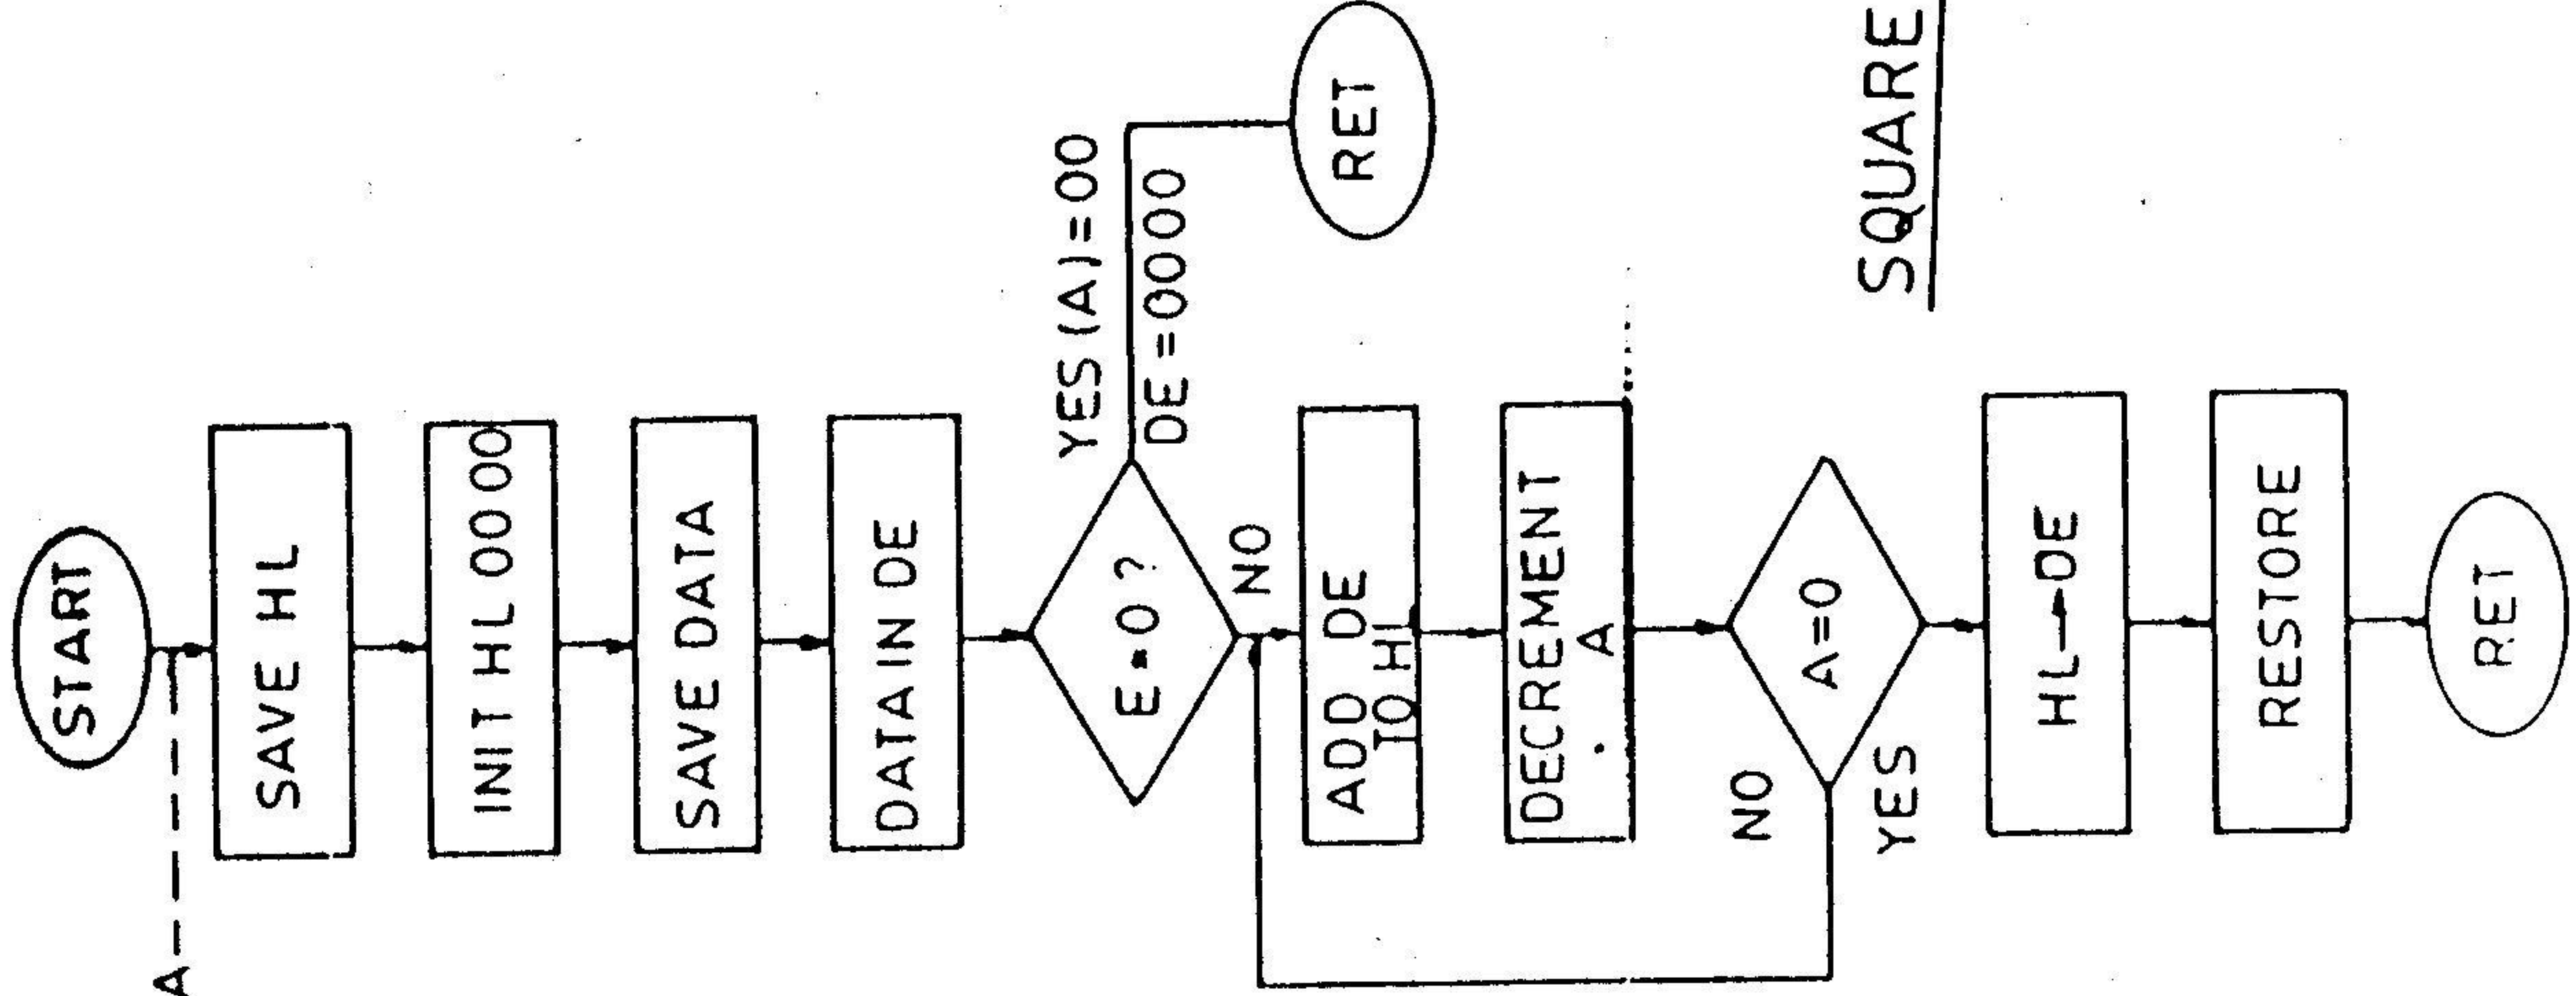 START
A
SAVE HL
INIT HL 0000
SAVE DATA
DATA IN DE
E=0?
YES (A)=00
DE=0000
RET
NO
ADD DE
TO HL
DECREMENT
A
A=0
NO
YES
HL→DE
RESTORE
RET
SQUARE